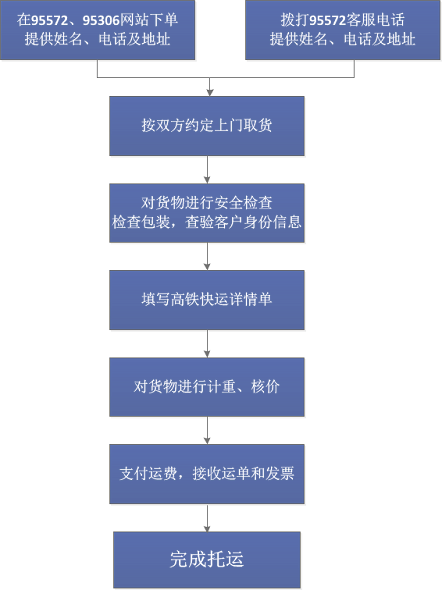 在95572、95306网站下单
提供姓名、电话及地址
拨打95572客服电话
提供姓名、电话及地址
按双方约定上门取货
对货物进行安全检查
检查包装，查验客户身份信息
填写高铁快运详情单
对货物进行计重、核价
支付运费，接收运单和发票
完成托运